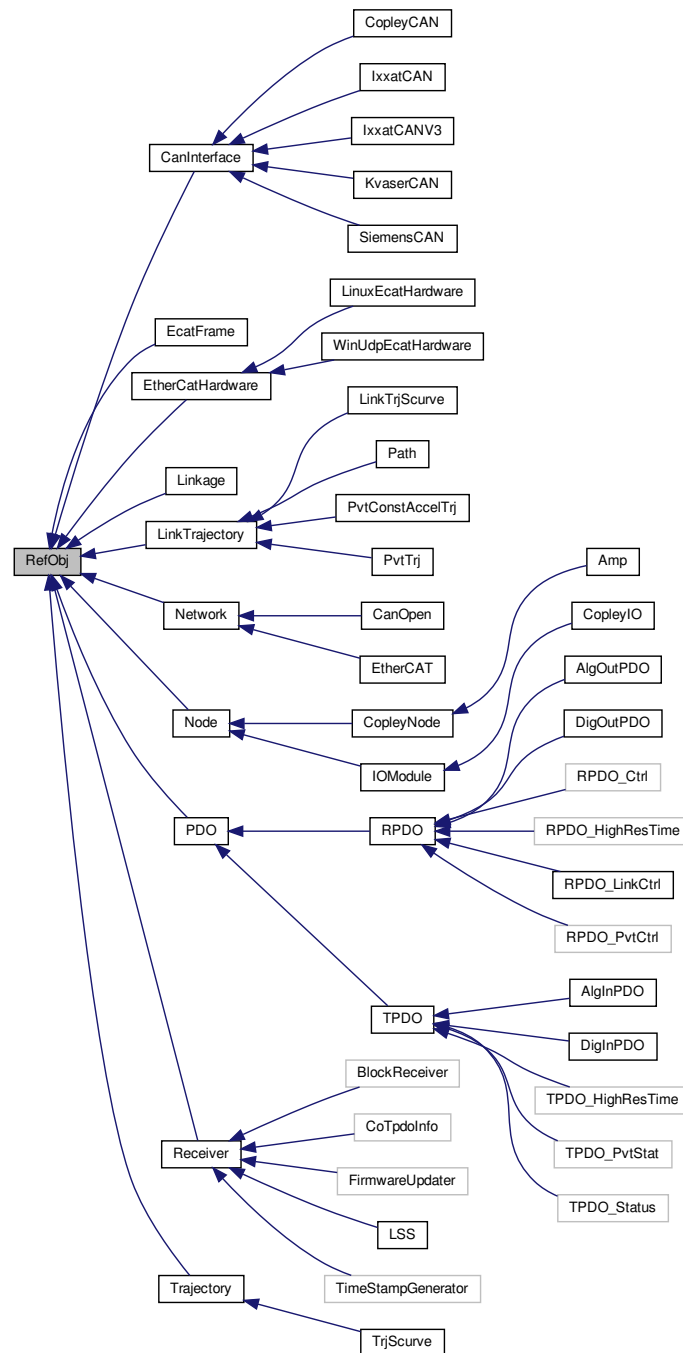 CopleyCAN
IxxatCAN
IxxatCANV3
CanInterface
KvaserCAN
SiemensCAN
LinuxEcatHardware
EcatFrame
WinUdpEcatHardware
EtherCatHardware
LinkTrjScurve
Path
Linkage
PvtConstAccelTrj
LinkTrajectory
RefObj
PvtTrj
Amp
Network
CanOpen
CopleyIO
EtherCAT
AlgOutPDO
Node
CopleyNode
DigOutPDO
IOModule
RPDO_Ctrl
PDO
RPDO
RPDO_HighResTime
RPDO_LinkCtrl
RPDO_PvtCtrl
AlgInPDO
TPDO
DigInPDO
BlockReceiver
TPDO_HighResTime
CoTpdoInfo
Receiver
TPDO_PvtStat
FirmwareUpdater
TPDO_Status
LSS
Trajectory
TimeStampGenerator
TrjScurve